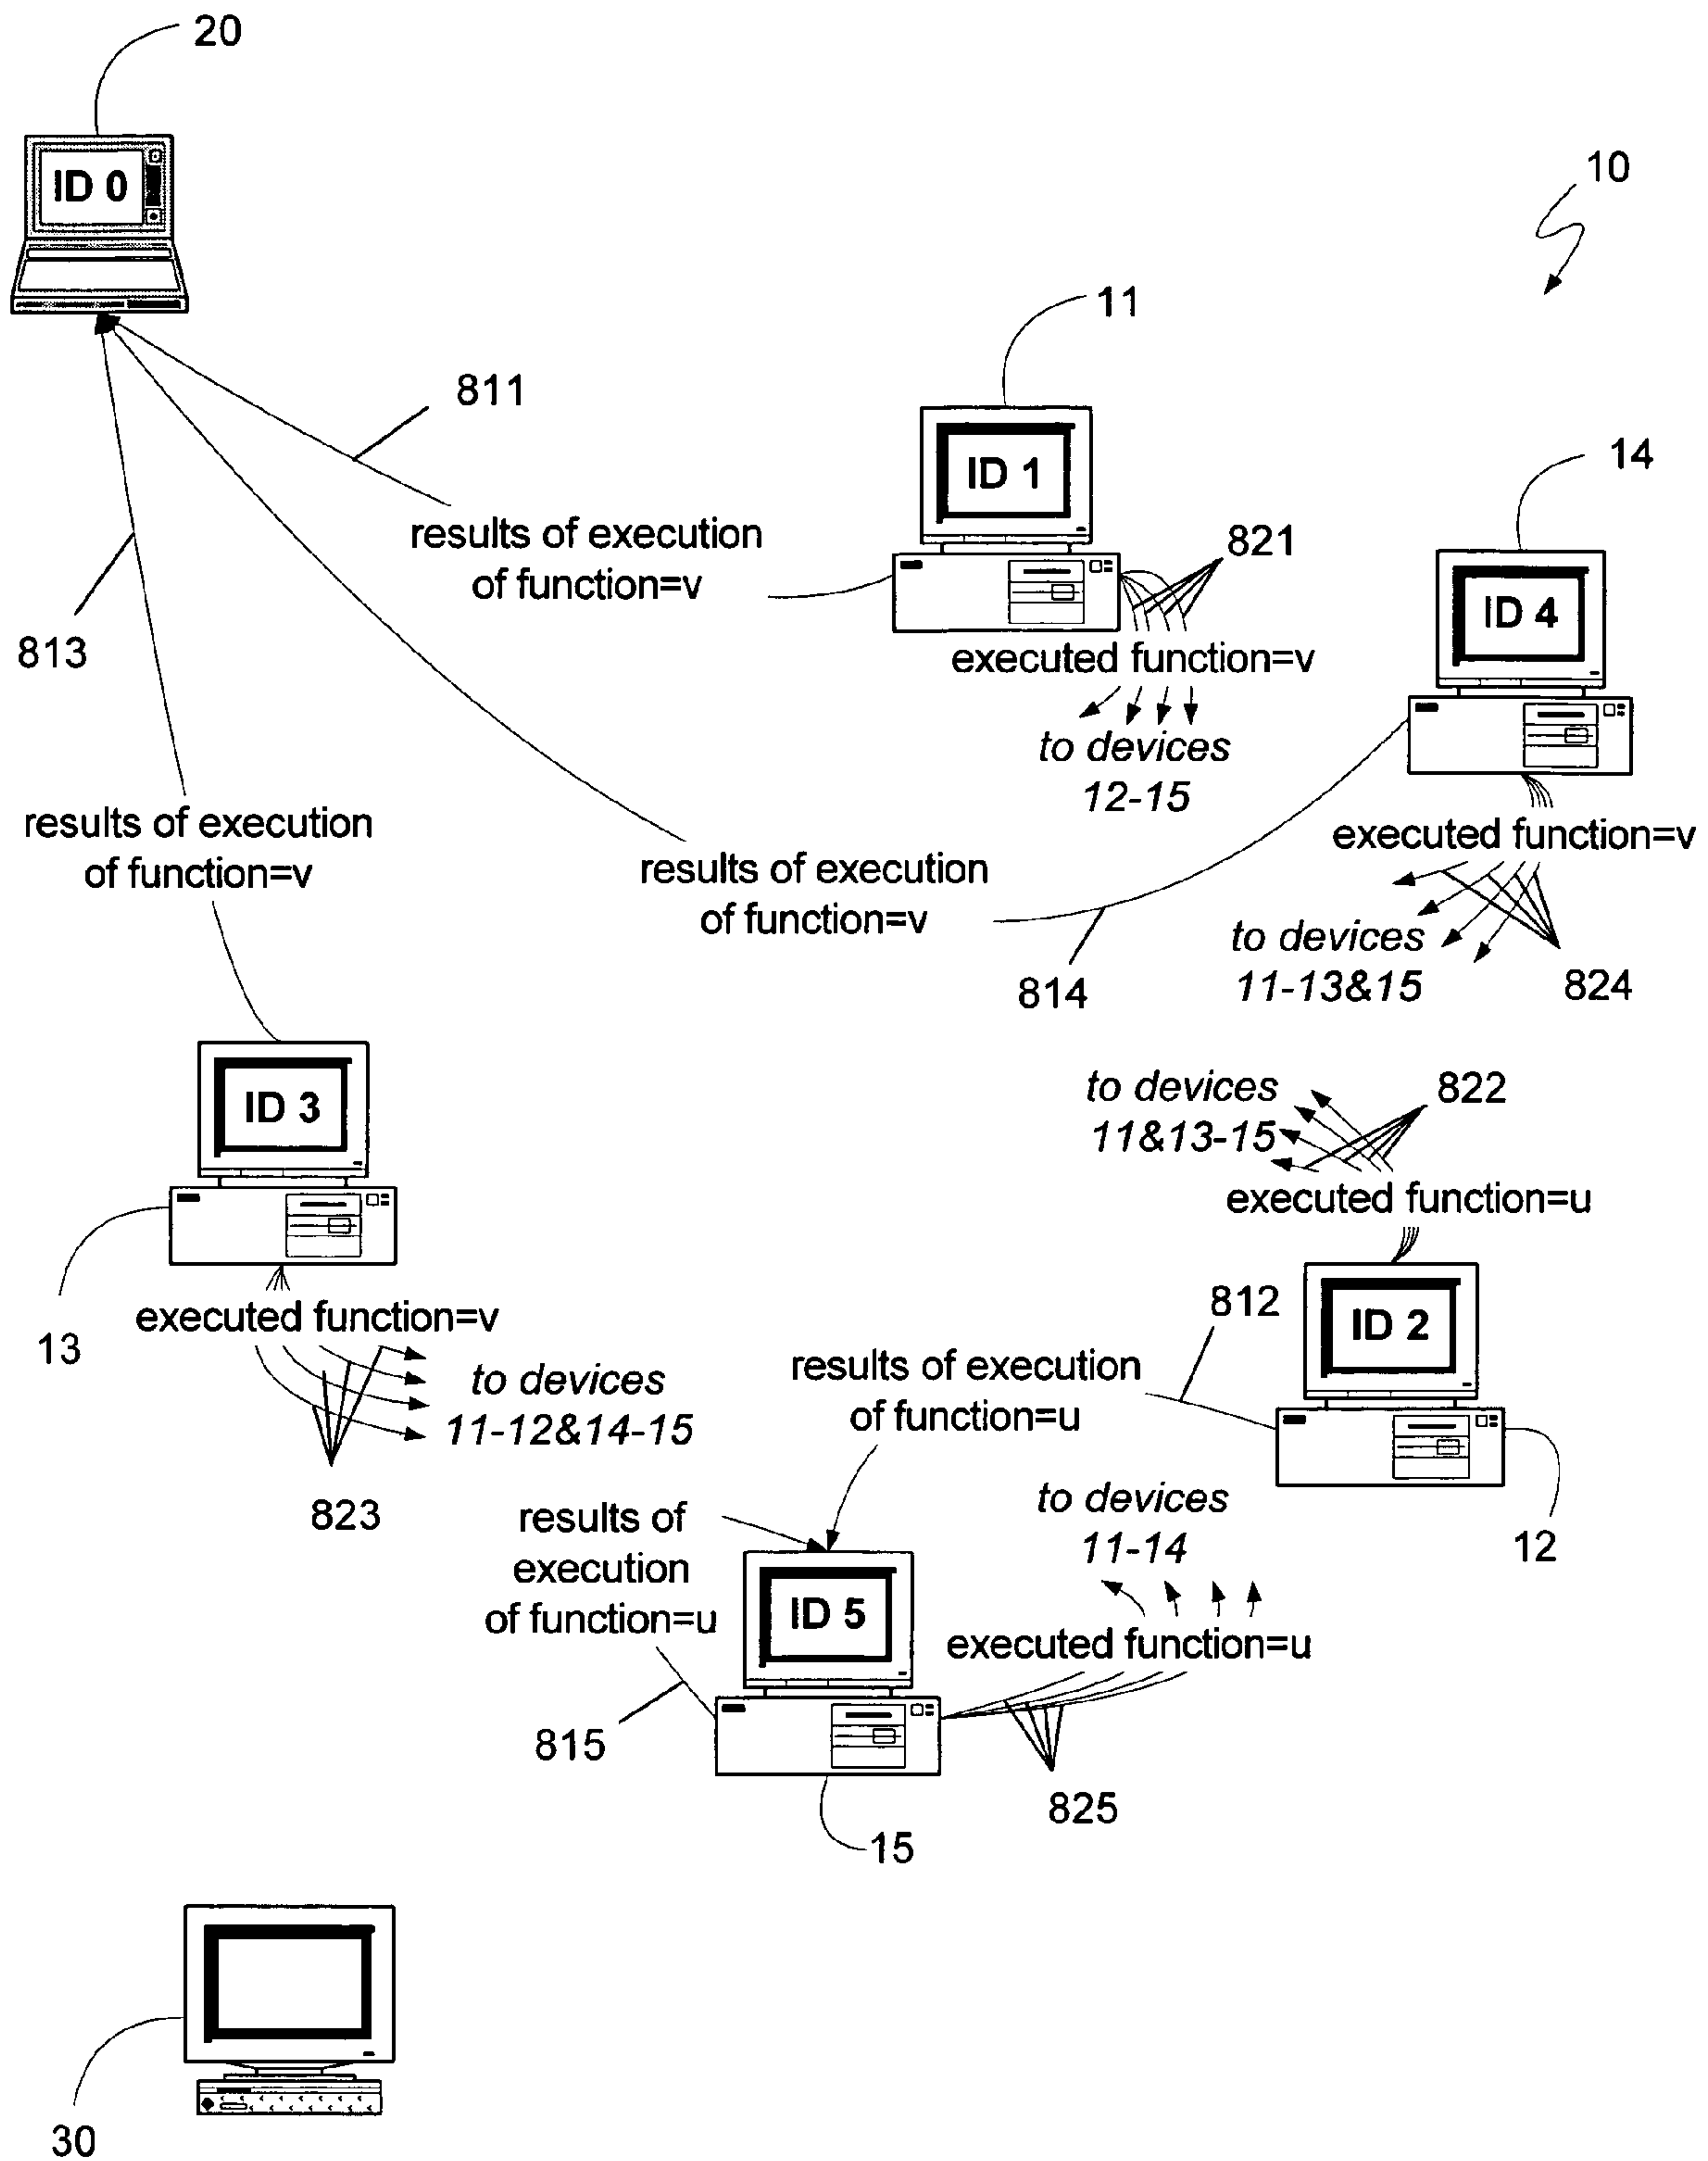 20
ID 0
10
11
811
ID 1
14
results of execution
of function=v
821
ID 4
813
executed function=v
to devices
12-15
results of execution
of function=v
executed function=v
results of execution
of function=v
to devices
11-13&15
814
824
ID 3
to devices
11&13-15
822
executed function=u
13
executed function=v
812
ID 2
to devices
11-12&14-15
results of execution
of function=u
823
results of
execution
of function=u
to devices
11-14
12
ID 5
executed function=u
815
825
15
30